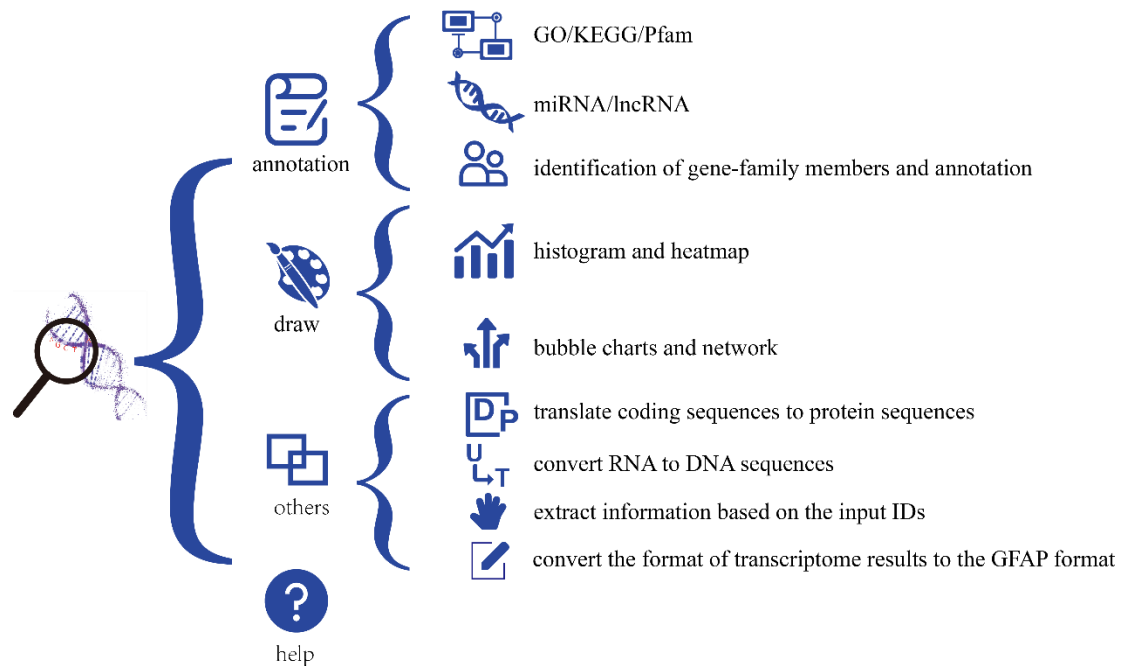 GO/KEGG/Pfam
miRNA/lncRNA
annotation
identification of gene-family members and annotation
histogram and heatmap
draw
bubble charts and network
D P
translate coding sequences to protein sequences
U
T
convert RNA to DNA sequences
others
extract information based on the input IDs
convert the format of transcriptome results to the GFAP format
?
help